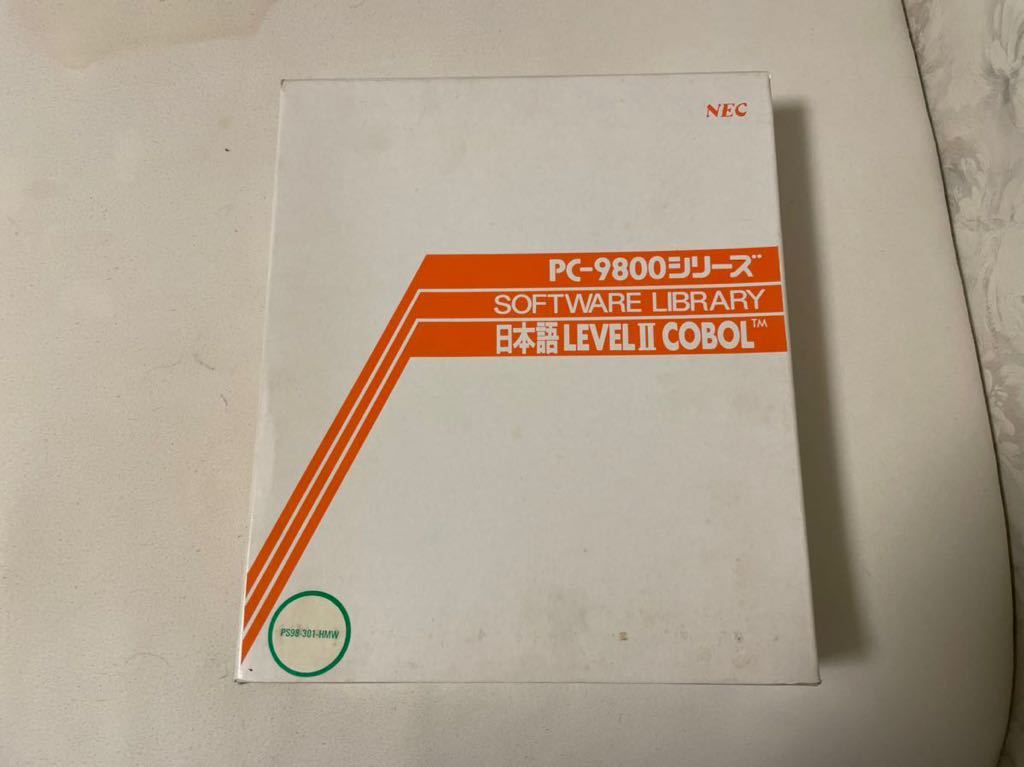 NEC
PC-9800シリーズ
SOFTWARE LIBRARY
日本語 LEVEL II COBOL™
PS98-301-HMW